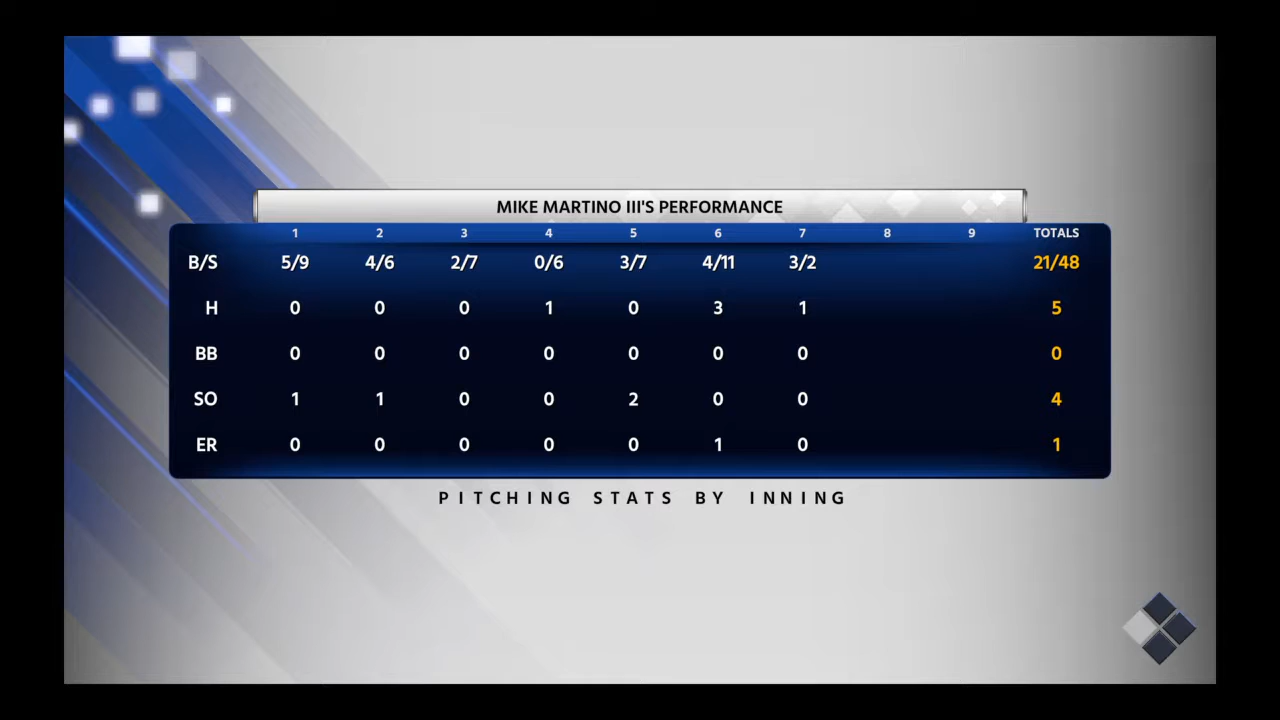 MIKE MARTINO III'S PERFORMANCE
1 2 3 4 5 6 7 8 9 TOTALS
B/S 5/9 4/6 2/7 0/6 3/7 4/11 3/2 21/48
H 0 0 0 1 0 3 1 5
BB 0 0 0 0 0 0 0 0
SO 1 1 0 0 2 0 0 4
ER 0 0 0 0 0 1 0 1
PITCHING STATS BY INNING